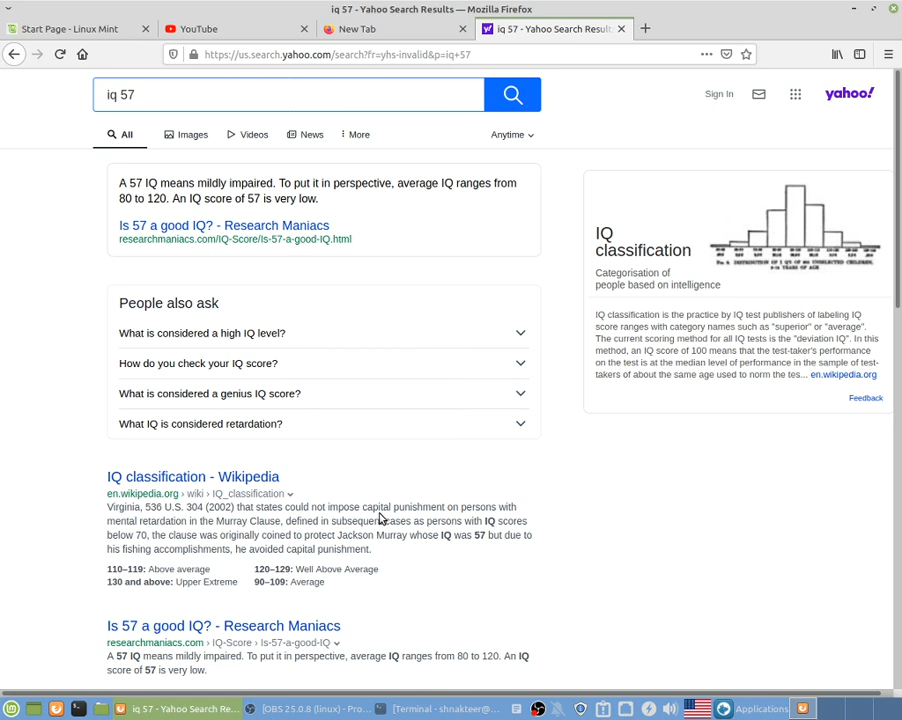 iq 57 - Yahoo Search Results — Mozilla Firefox
Start Page - Linux Mint
YouTube
New Tab
iq 57 - Yahoo Search Results
https://us.search.yahoo.com/search?fr=yhs-invalid&p=iq+57
iq 57
Sign In
yahoo!
All
Images
Videos
News
More
Anytime
A 57 IQ means mildly impaired. To put it in perspective, average IQ ranges from
80 to 120. An IQ score of 57 is very low.
Is 57 a good IQ? - Research Maniacs
researchmaniacs.com/IQ-Score/Is-57-a-good-IQ.html
People also ask
What is considered a high IQ level?
How do you check your IQ score?
What is considered a genius IQ score?
What IQ is considered retardation?
IQ classification - Wikipedia
en.wikipedia.org › wiki › IQ_classification
Virginia, 536 U.S. 304 (2002) that states could not impose capital punishment on persons with
mental retardation in the Murray Clause, defined in subsequent cases as persons with IQ scores
below 70, the clause was originally coined to protect Jackson Murray whose IQ was 57 but due to
his fishing accomplishments, he avoided capital punishment.
110–119: Above average
120–129: Well Above Average
130 and above: Upper Extreme
90–109: Average
Is 57 a good IQ? - Research Maniacs
researchmaniacs.com › IQ-Score › Is-57-a-good-IQ
A 57 IQ means mildly impaired. To put it in perspective, average IQ ranges from 80 to 120. An IQ
score of 57 is very low.
IQ
classification
Categorisation of
people based on intelligence
IQ classification is the practice by IQ test publishers of labeling IQ
score ranges with category names such as "superior" or "average".
The current scoring method for all IQ tests is the "deviation IQ". In this
method, an IQ score of 100 means that the test-taker's performance
on the test is at the median level of performance in the sample of test-
takers of about the same age used to norm the tes... en.wikipedia.org
Feedback
iq 57 - Yahoo Search Re...
[OBS 25.0.8 (linux) - Pro...
[Terminal - shnakteer@...
Applications